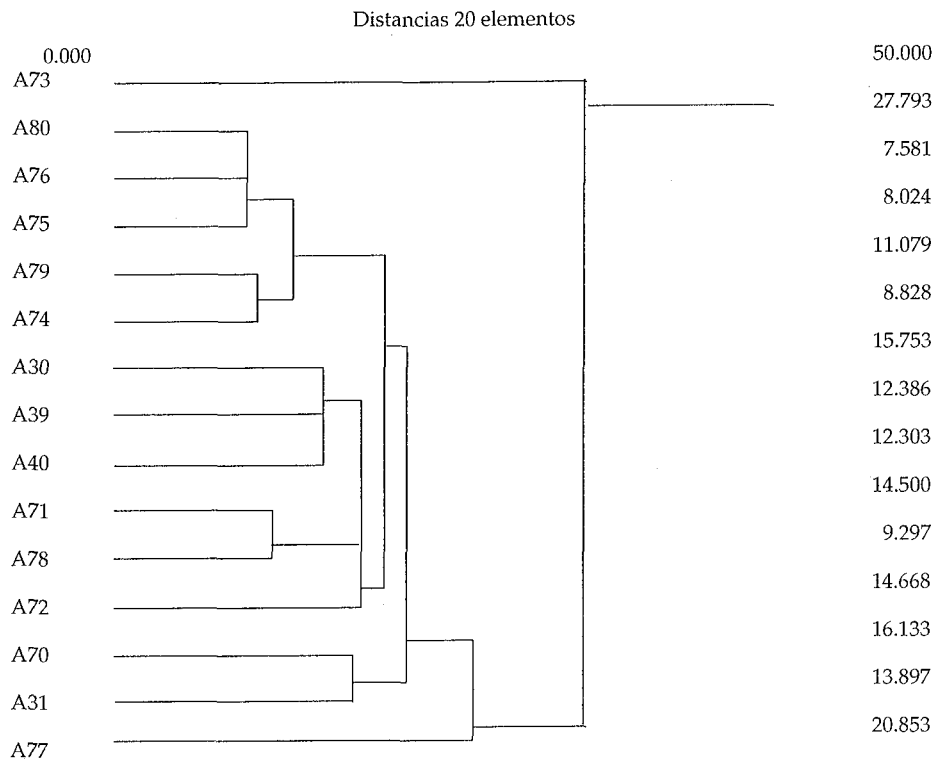 Distancias 20 elementos
0.000 50.000
A73
27.793
A80
7.581
A76
8.024
A75
11.079
A79
8.828
A74
15.753
A30
12.386
A39
12.303
A40
14.500
A71
9.297
A78
14.668
A72
16.133
A70
13.897
A31
20.853
A77